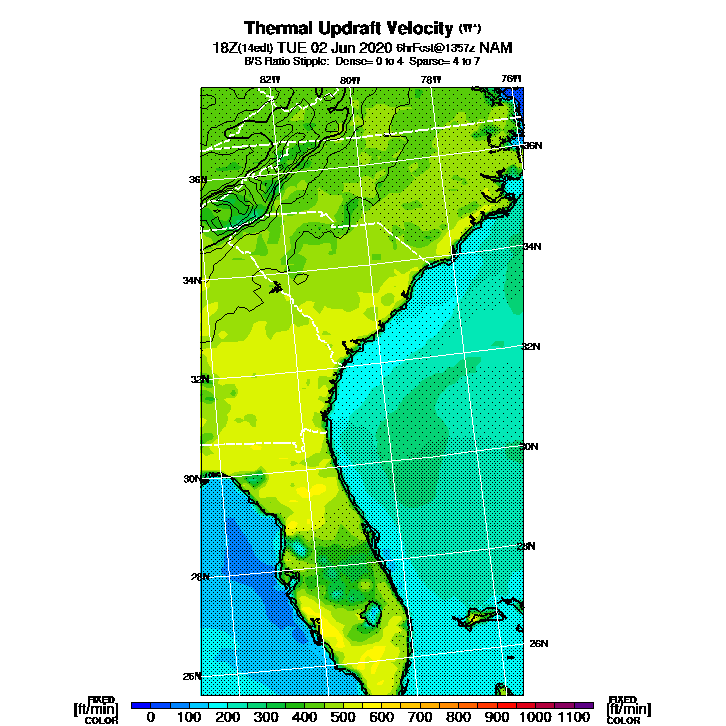 Thermal Updraft Velocity (W*)
18Z(14edt) TUE 02 Jun 2020 6hrFcst@1357z NAM
B/S Ratio Stipple: Dense= 0 to 4 Sparse= 4 to 7
82W 80W 78W 76W
36N
36N
34N
34N
32N
32N
30N
30N
28N
28N
26N
26N
FIXED FIXED
[ft/min] 0 100 200 300 400 500 600 700 800 900 1000 1100 [ft/min]
COLOR COLOR